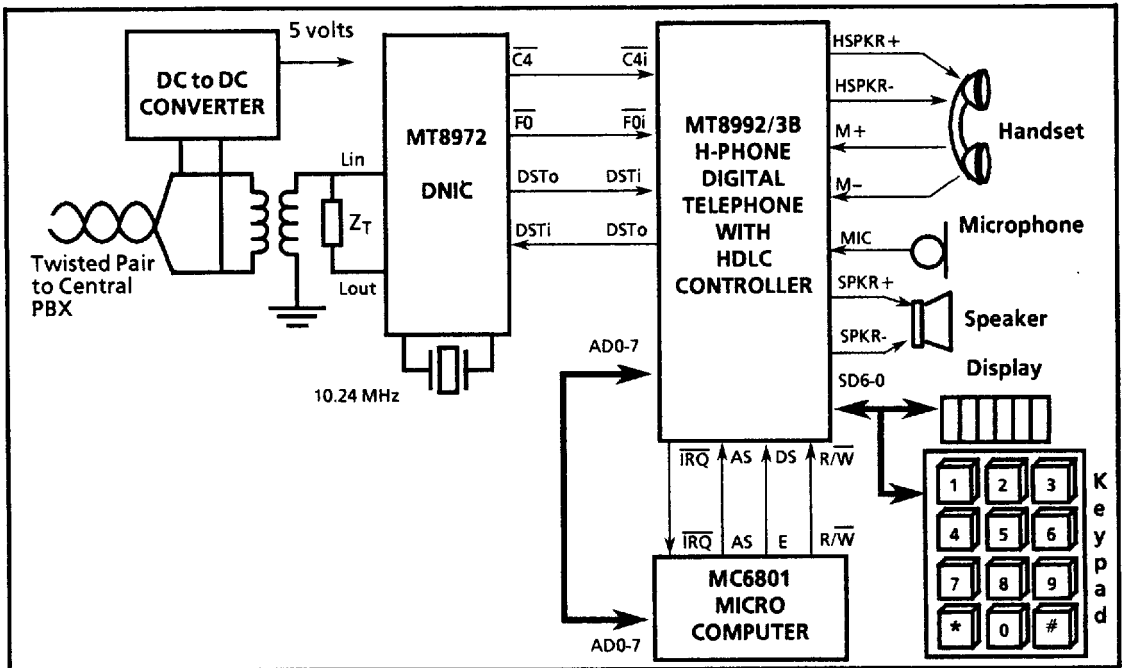 5 volts
DC to DC
CONVERTER
Twisted Pair
to Central
PBX
Lin
ZT
Lout
MT8972
DNIC
10.24 MHz
C4
C4i
F0
F0i
DSTo
DSTi
DSTi
DSTo
MT8992/3B
H-PHONE
DIGITAL
TELEPHONE
WITH
HDLC
CONTROLLER
HSPKR+
HSPKR-
M+
M-
Handset
MIC
Microphone
SPKR+
SPKR-
Speaker
Display
SD6-0
AD0-7
IRQ AS DS R/W
IRQ AS E R/W
MC6801
MICRO
COMPUTER
AD0-7
1 2 3
4 5 6
7 8 9
* 0 #
Keypad